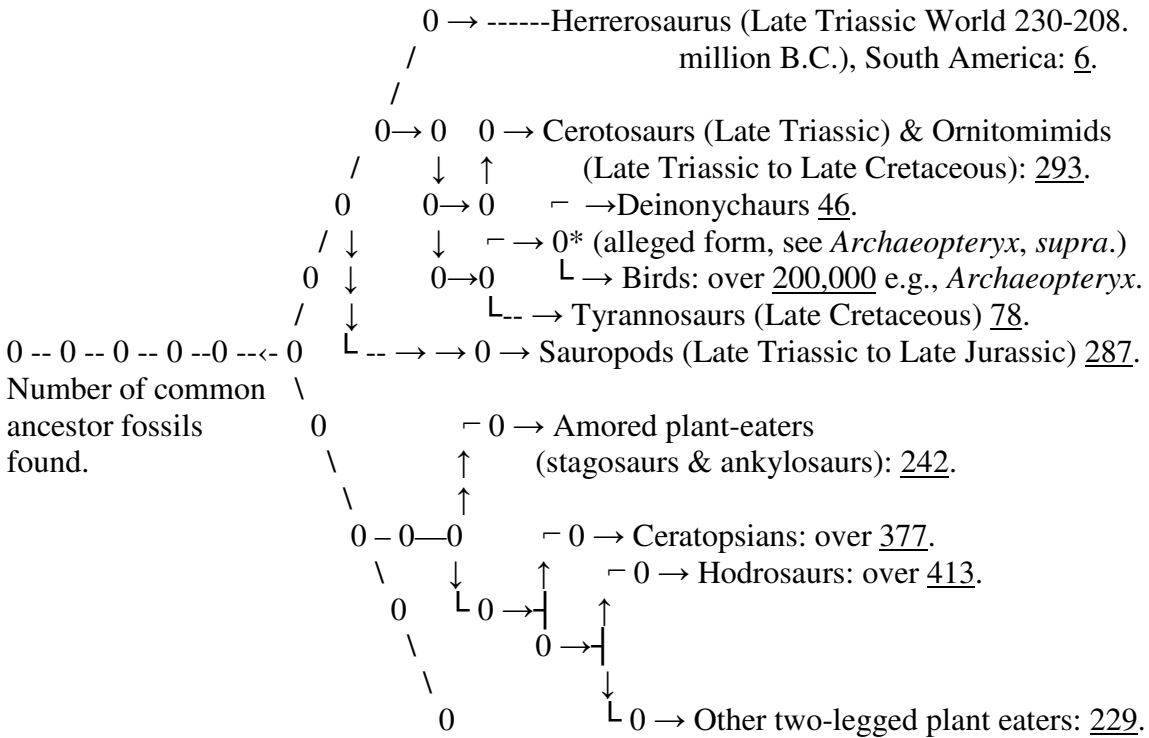 0 → ------Herrerosaurus (Late Triassic World 230-208.
/ million B.C.), South America: 6.
/
0→ 0 0 → Cerotosaurs (Late Triassic) & Ornitomimids
/ ↓ ↑ (Late Triassic to Late Cretaceous): 293.
0 0→ 0 ⌐ →Deinonychaurs 46.
/ ↓ ↓ ⌐ → 0* (alleged form, see Archaeopteryx, supra.)
0 ↓ 0→0 └ → Birds: over 200,000 e.g., Archaeopteryx.
/ ↓ └-- → Tyrannosaurs (Late Cretaceous) 78.
0 -- 0 -- 0 -- 0 --0 --‹- 0 └ -- → → 0 → Sauropods (Late Triassic to Late Jurassic) 287.
Number of common \
ancestor fossils 0 ⌐ 0 → Amored plant-eaters
found. \ ↑ (stagosaurs & ankylosaurs): 242.
\ ↑
0 – 0—0 ⌐ 0 → Ceratopsians: over 377.
\ ↓ ↑ ⌐ 0 → Hodrosaurs: over 413.
0 └ 0 →┤ ↑
\ 0 →┤
\ ↓
0 └ 0 → Other two-legged plant eaters: 229.